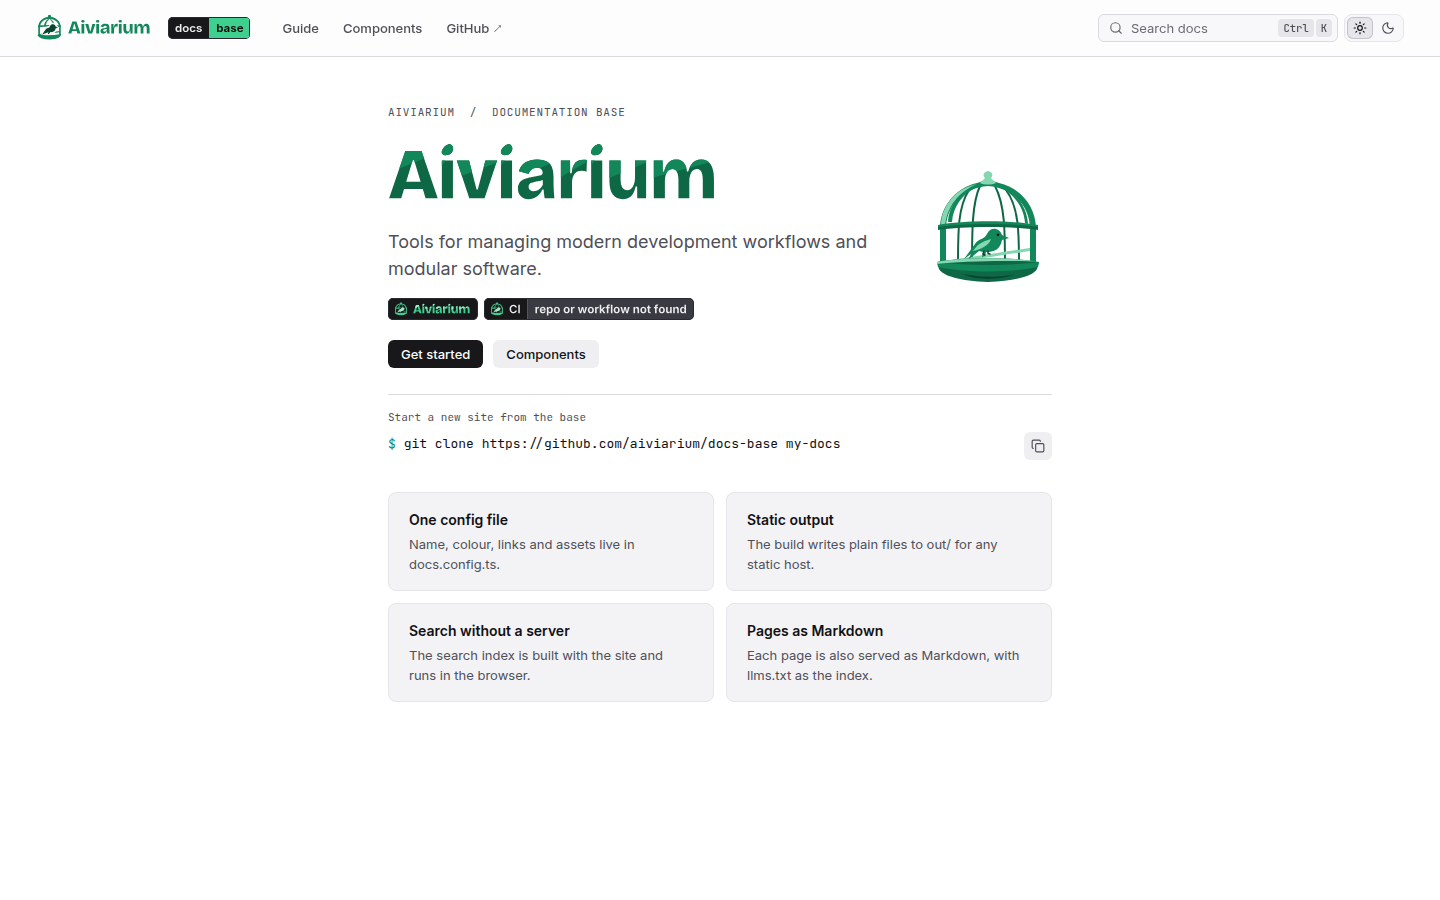 Aiviarium docs base Guide Components GitHub ↗ Search docs Ctrl K
AIVIARIUM / DOCUMENTATION BASE
Aiviarium
Tools for managing modern development workflows and
modular software.
Aiviarium CI repo or workflow not found
Get started Components
Start a new site from the base
$ git clone https://github.com/aiviarium/docs-base my-docs
One config file
Name, colour, links and assets live in
docs.config.ts.
Static output
The build writes plain files to out/ for any
static host.
Search without a server
The search index is built with the site and
runs in the browser.
Pages as Markdown
Each page is also served as Markdown, with
llms.txt as the index.